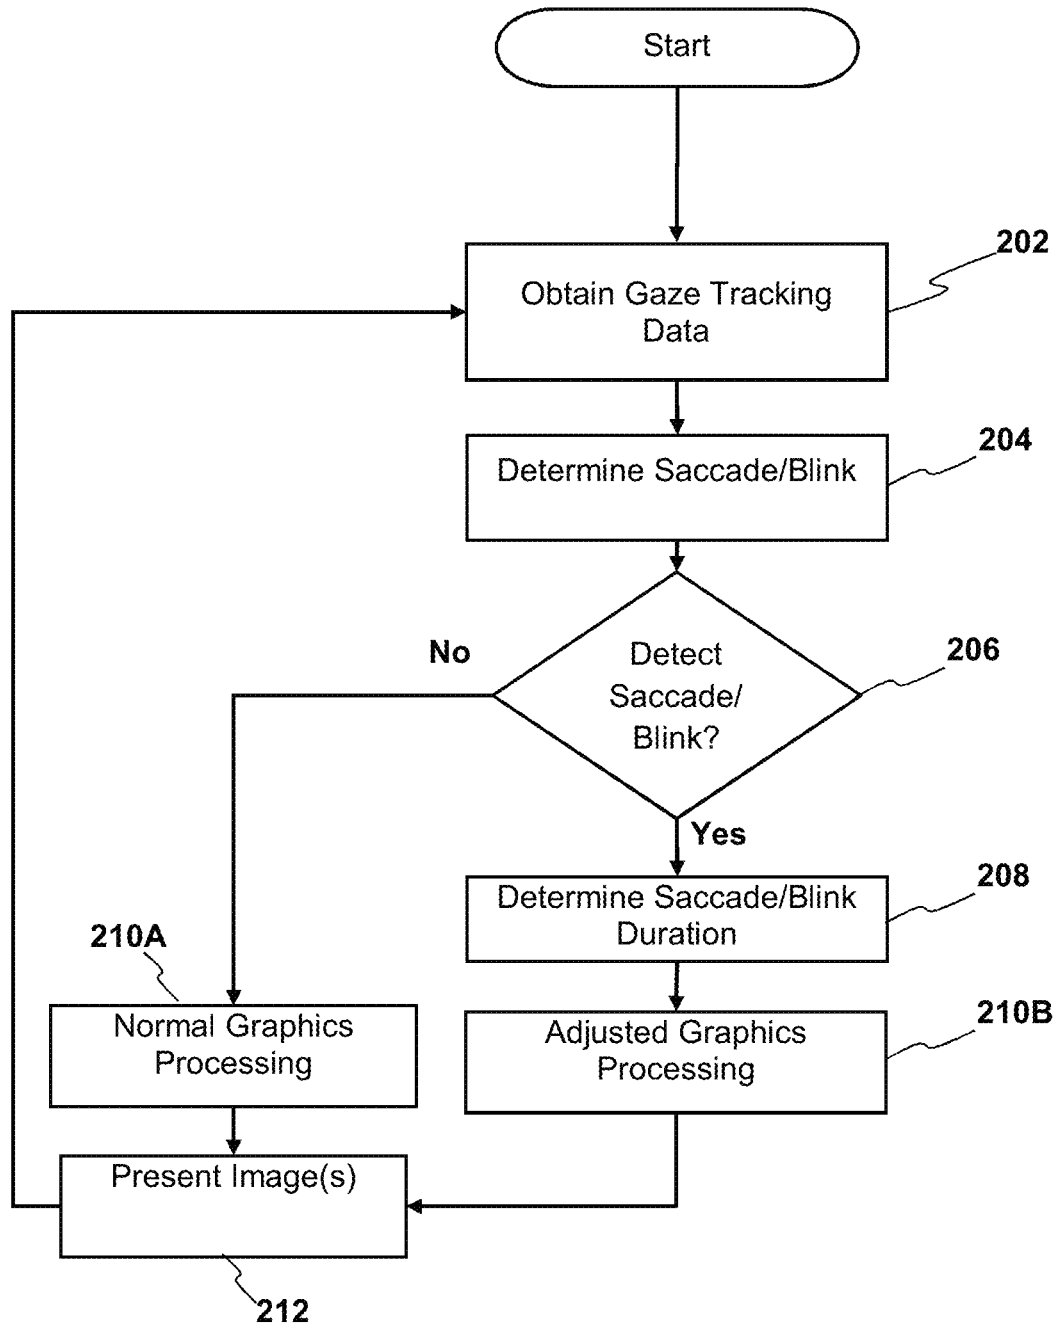 Start
202
Obtain Gaze Tracking
Data
204
Determine Saccade/Blink
No
Detect
Saccade/
Blink?
206
Yes
208
Determine Saccade/Blink
Duration
210A
Normal Graphics
Processing
210B
Adjusted Graphics
Processing
Present Image(s)
212